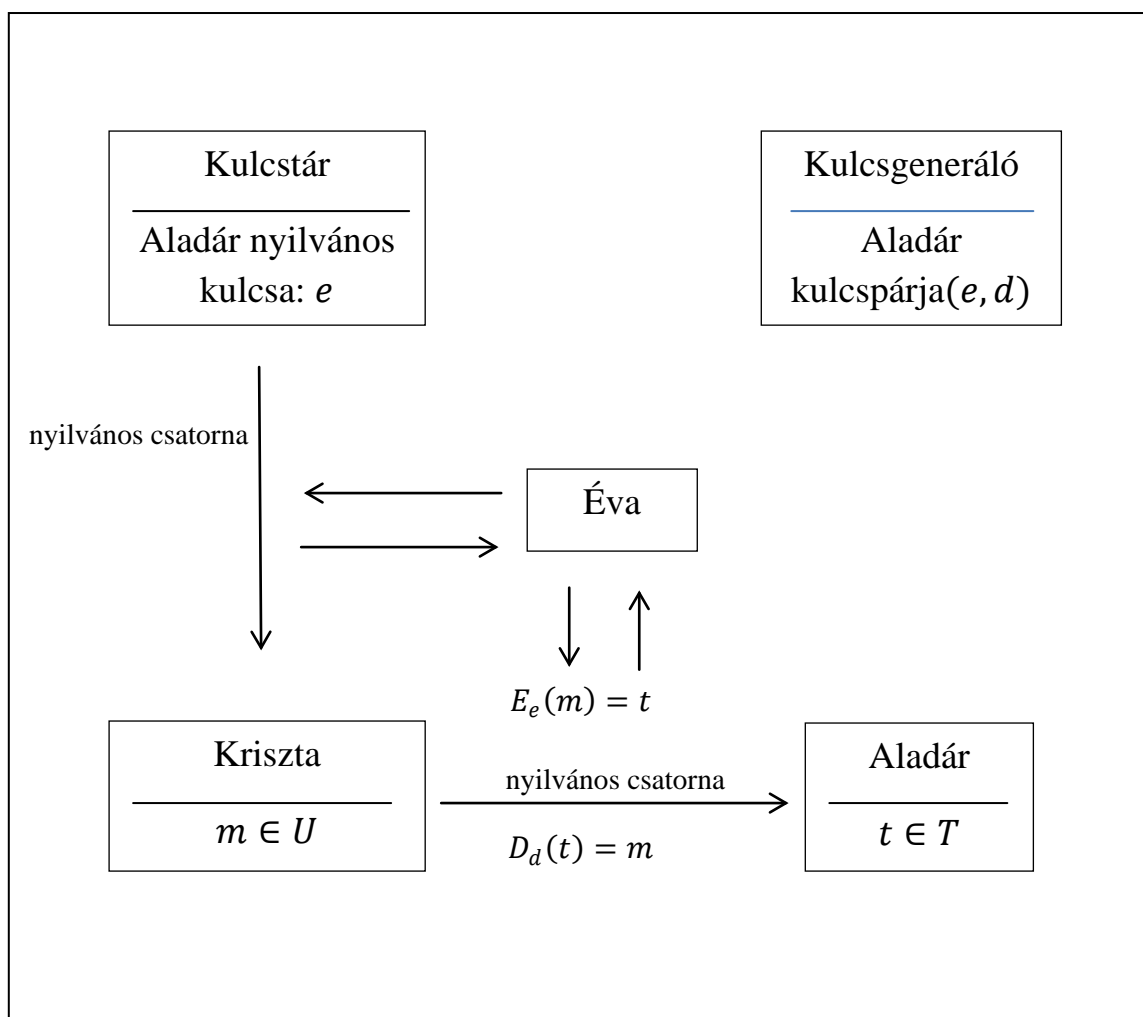 Kulcstár
Aladár nyilvános
kulcsa: e
Kulcsgeneráló
Aladár
kulcspárja(e, d)
nyilvános csatorna
Éva
E_e(m) = t
Kriszta
m ∈ U
nyilvános csatorna
D_d(t) = m
Aladár
t ∈ T